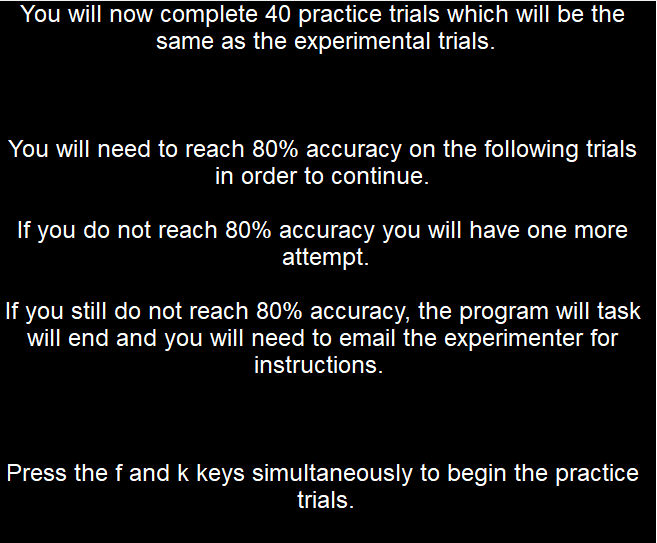 You will now complete 40 practice trials which will be the
same as the experimental trials.
You will need to reach 80% accuracy on the following trials
in order to continue.
If you do not reach 80% accuracy you will have one more
attempt.
If you still do not reach 80% accuracy, the program will task
will end and you will need to email the experimenter for
instructions.
Press the f and k keys simultaneously to begin the practice
trials.